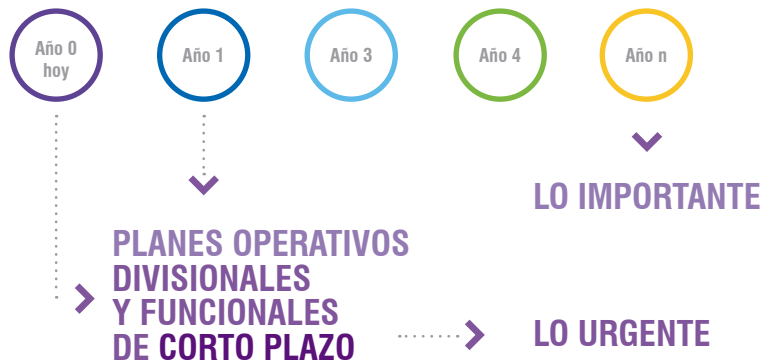 Año 0
hoy
Año 1
Año 3
Año 4
Año n
LO IMPORTANTE
PLANES OPERATIVOS
DIVISIONALES
Y FUNCIONALES
DE CORTO PLAZO
LO URGENTE